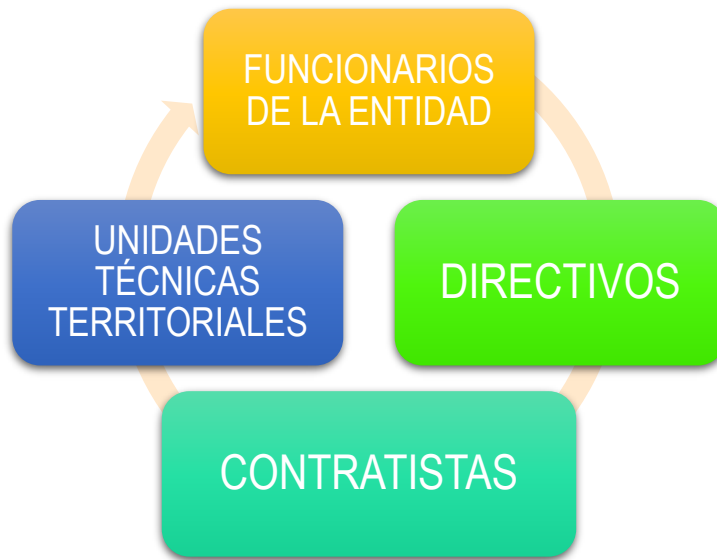 FUNCIONARIOS
DE LA ENTIDAD
UNIDADES
TÉCNICAS
TERRITORIALES
DIRECTIVOS
CONTRATISTAS